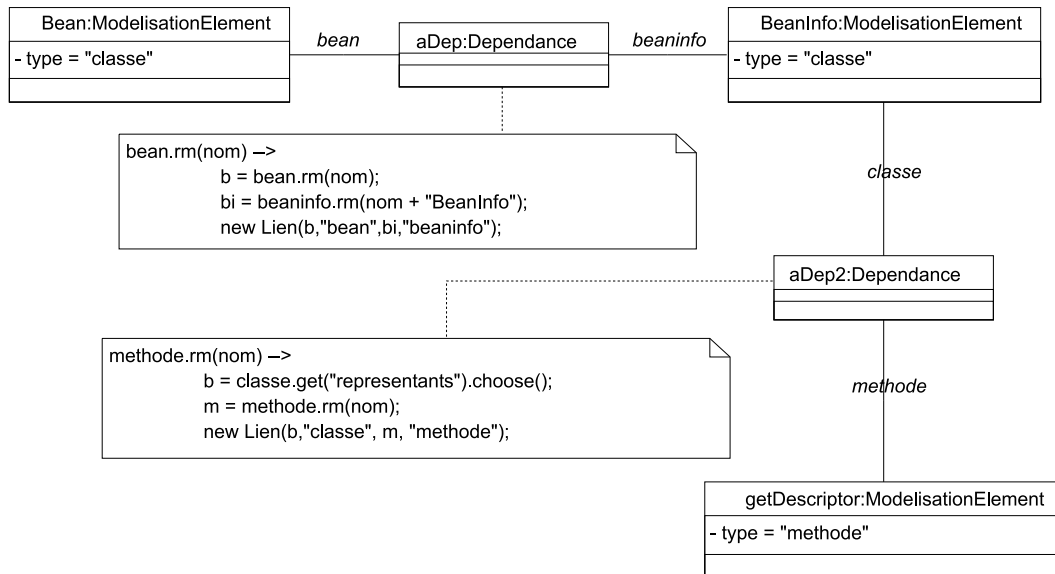 Bean:ModelisationElement
- type = "classe"
bean
aDep:Dependance
beaninfo
BeanInfo:ModelisationElement
- type = "classe"
bean.rm(nom) –>
b = bean.rm(nom);
bi = beaninfo.rm(nom + "BeanInfo");
new Lien(b,"bean",bi,"beaninfo");
classe
aDep2:Dependance
methode.rm(nom) –>
b = classe.get("representants").choose();
m = methode.rm(nom);
new Lien(b,"classe", m, "methode");
methode
getDescriptor:ModelisationElement
- type = "methode"